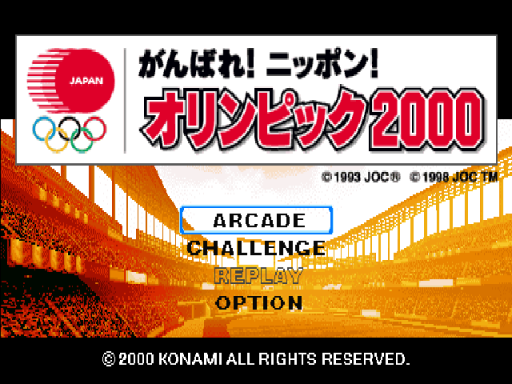 JAPAN
がんばれ！ニッポン！
オリンピック2000
©1993 JOC® ©1998 JOC TM
ARCADE
CHALLENGE
REPLAY
OPTION
© 2000 KONAMI ALL RIGHTS RESERVED.